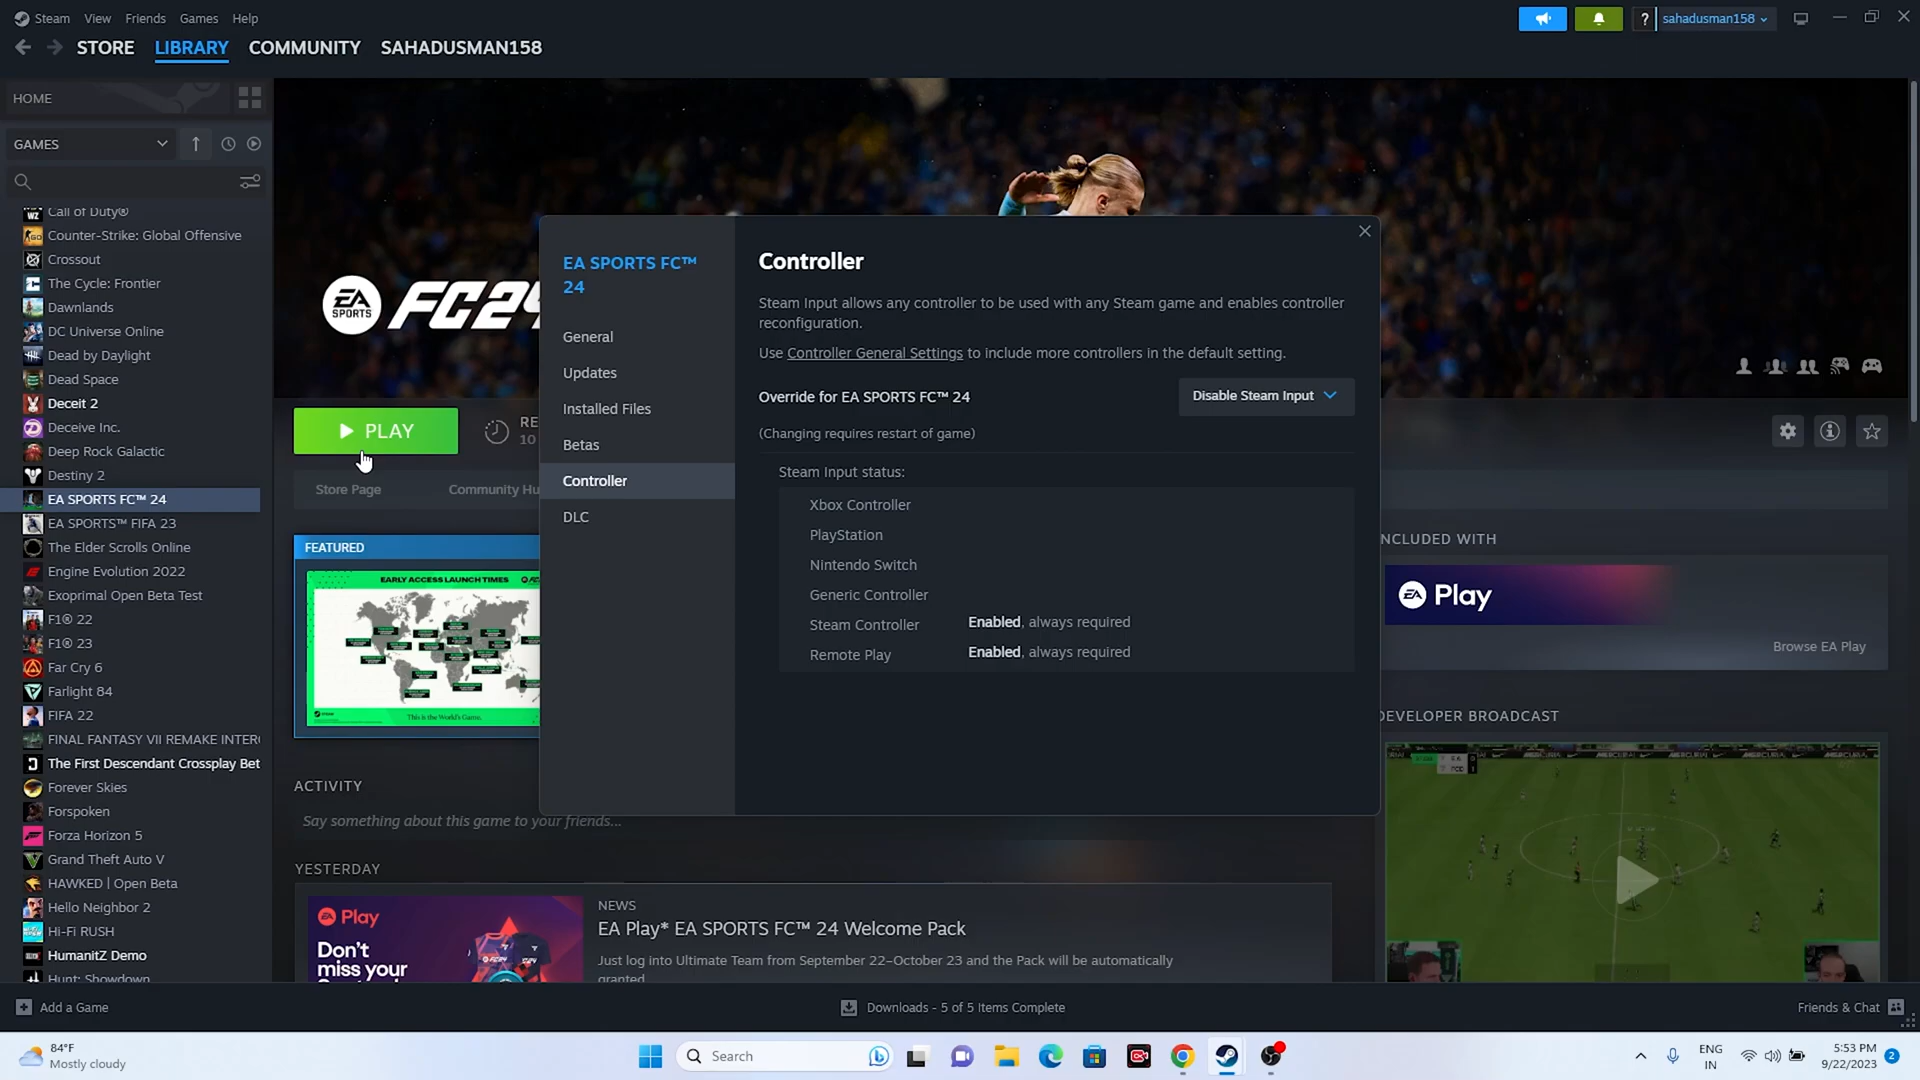 Steam View Friends Games Help
? sahadusman158
STORE LIBRARY COMMUNITY SAHADUSMAN158
HOME
GAMES
Call of Duty®
Counter-Strike: Global Offensive
Crossout
The Cycle: Frontier
Dawnlands
DC Universe Online
Dead by Daylight
Dead Space
Deceit 2
Deceive Inc.
Deep Rock Galactic
Destiny 2
EA SPORTS FC™ 24
EA SPORTS™ FIFA 23
The Elder Scrolls Online
Engine Evolution 2022
Exoprimal Open Beta Test
F1® 22
F1® 23
Far Cry 6
Farlight 84
FIFA 22
FINAL FANTASY VII REMAKE INTER
The First Descendant Crossplay Bet
Forever Skies
Forspoken
Forza Horizon 5
Grand Theft Auto V
HAWKED | Open Beta
Hello Neighbor 2
Hi-Fi RUSH
HumanitZ Demo
Hunt: Showdown
EA SPORTS FC24
PLAY
RE
10
Store Page Community Hu
FEATURED
EARLY ACCESS LAUNCH TIMES
This is the World's Game.
EA SPORTS FC™ 24
General
Updates
Installed Files
Betas
Controller
DLC
Controller
Steam Input allows any controller to be used with any Steam game and enables controller
reconfiguration.
Use Controller General Settings to include more controllers in the default setting.
Override for EA SPORTS FC™ 24 Disable Steam Input
(Changing requires restart of game)
Steam Input status:
Xbox Controller
PlayStation
Nintendo Switch
Generic Controller
Steam Controller Enabled, always required
Remote Play Enabled, always required
NCLUDED WITH
EA Play
Browse EA Play
DEVELOPER BROADCAST
ACTIVITY
Say something about this game to your friends...
YESTERDAY
EA Play
Don't
miss your
NEWS
EA Play* EA SPORTS FC™ 24 Welcome Pack
Just log into Ultimate Team from September 22–October 23 and the Pack will be automatically
granted
Add a Game
Downloads - 5 of 5 Items Complete
Friends & Chat
84°F
Mostly cloudy
Search
ENG
IN
5:53 PM
9/22/2023
2